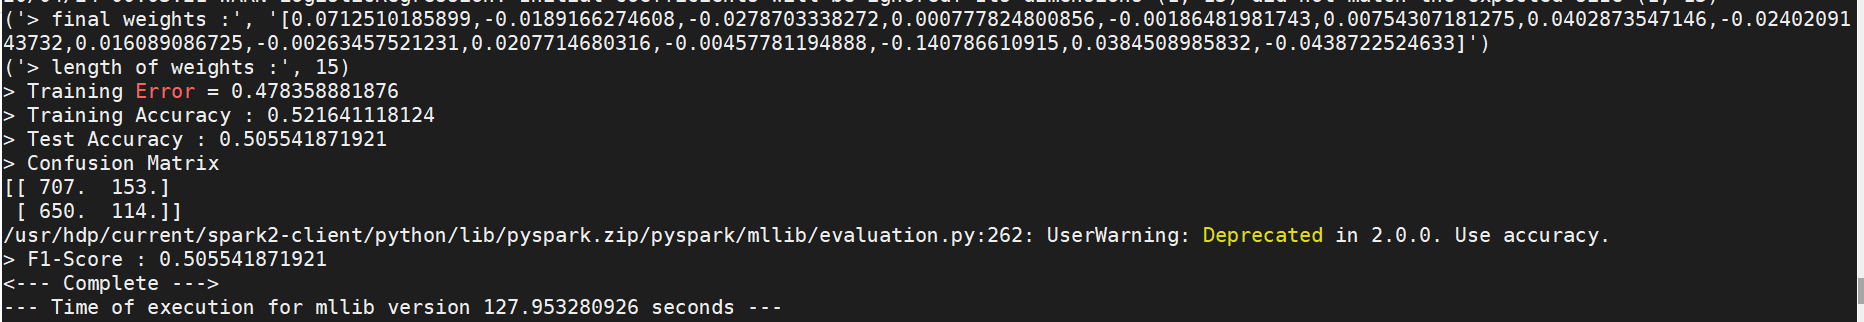 ('> final weights :', '[0.0712510185899,-0.0189166274608,-0.0278703338272,0.000777824800856,-0.00186481981743,0.00754307181275,0.0402873547146,-0.02402091
43732,0.016089086725,-0.00263457521231,0.0207714680316,-0.00457781194888,-0.140786610915,0.0384508985832,-0.0438722524633]')
('> length of weights :', 15)
> Training Error = 0.478358881876
> Training Accuracy : 0.521641118124
> Test Accuracy : 0.505541871921
> Confusion Matrix
[[ 707.  153.]
 [ 650.  114.]]
/usr/hdp/current/spark2-client/python/lib/pyspark.zip/pyspark/mllib/evaluation.py:262: UserWarning: Deprecated in 2.0.0. Use accuracy.
> F1-Score : 0.505541871921
<--- Complete --->
--- Time of execution for mllib version 127.953280926 seconds ---